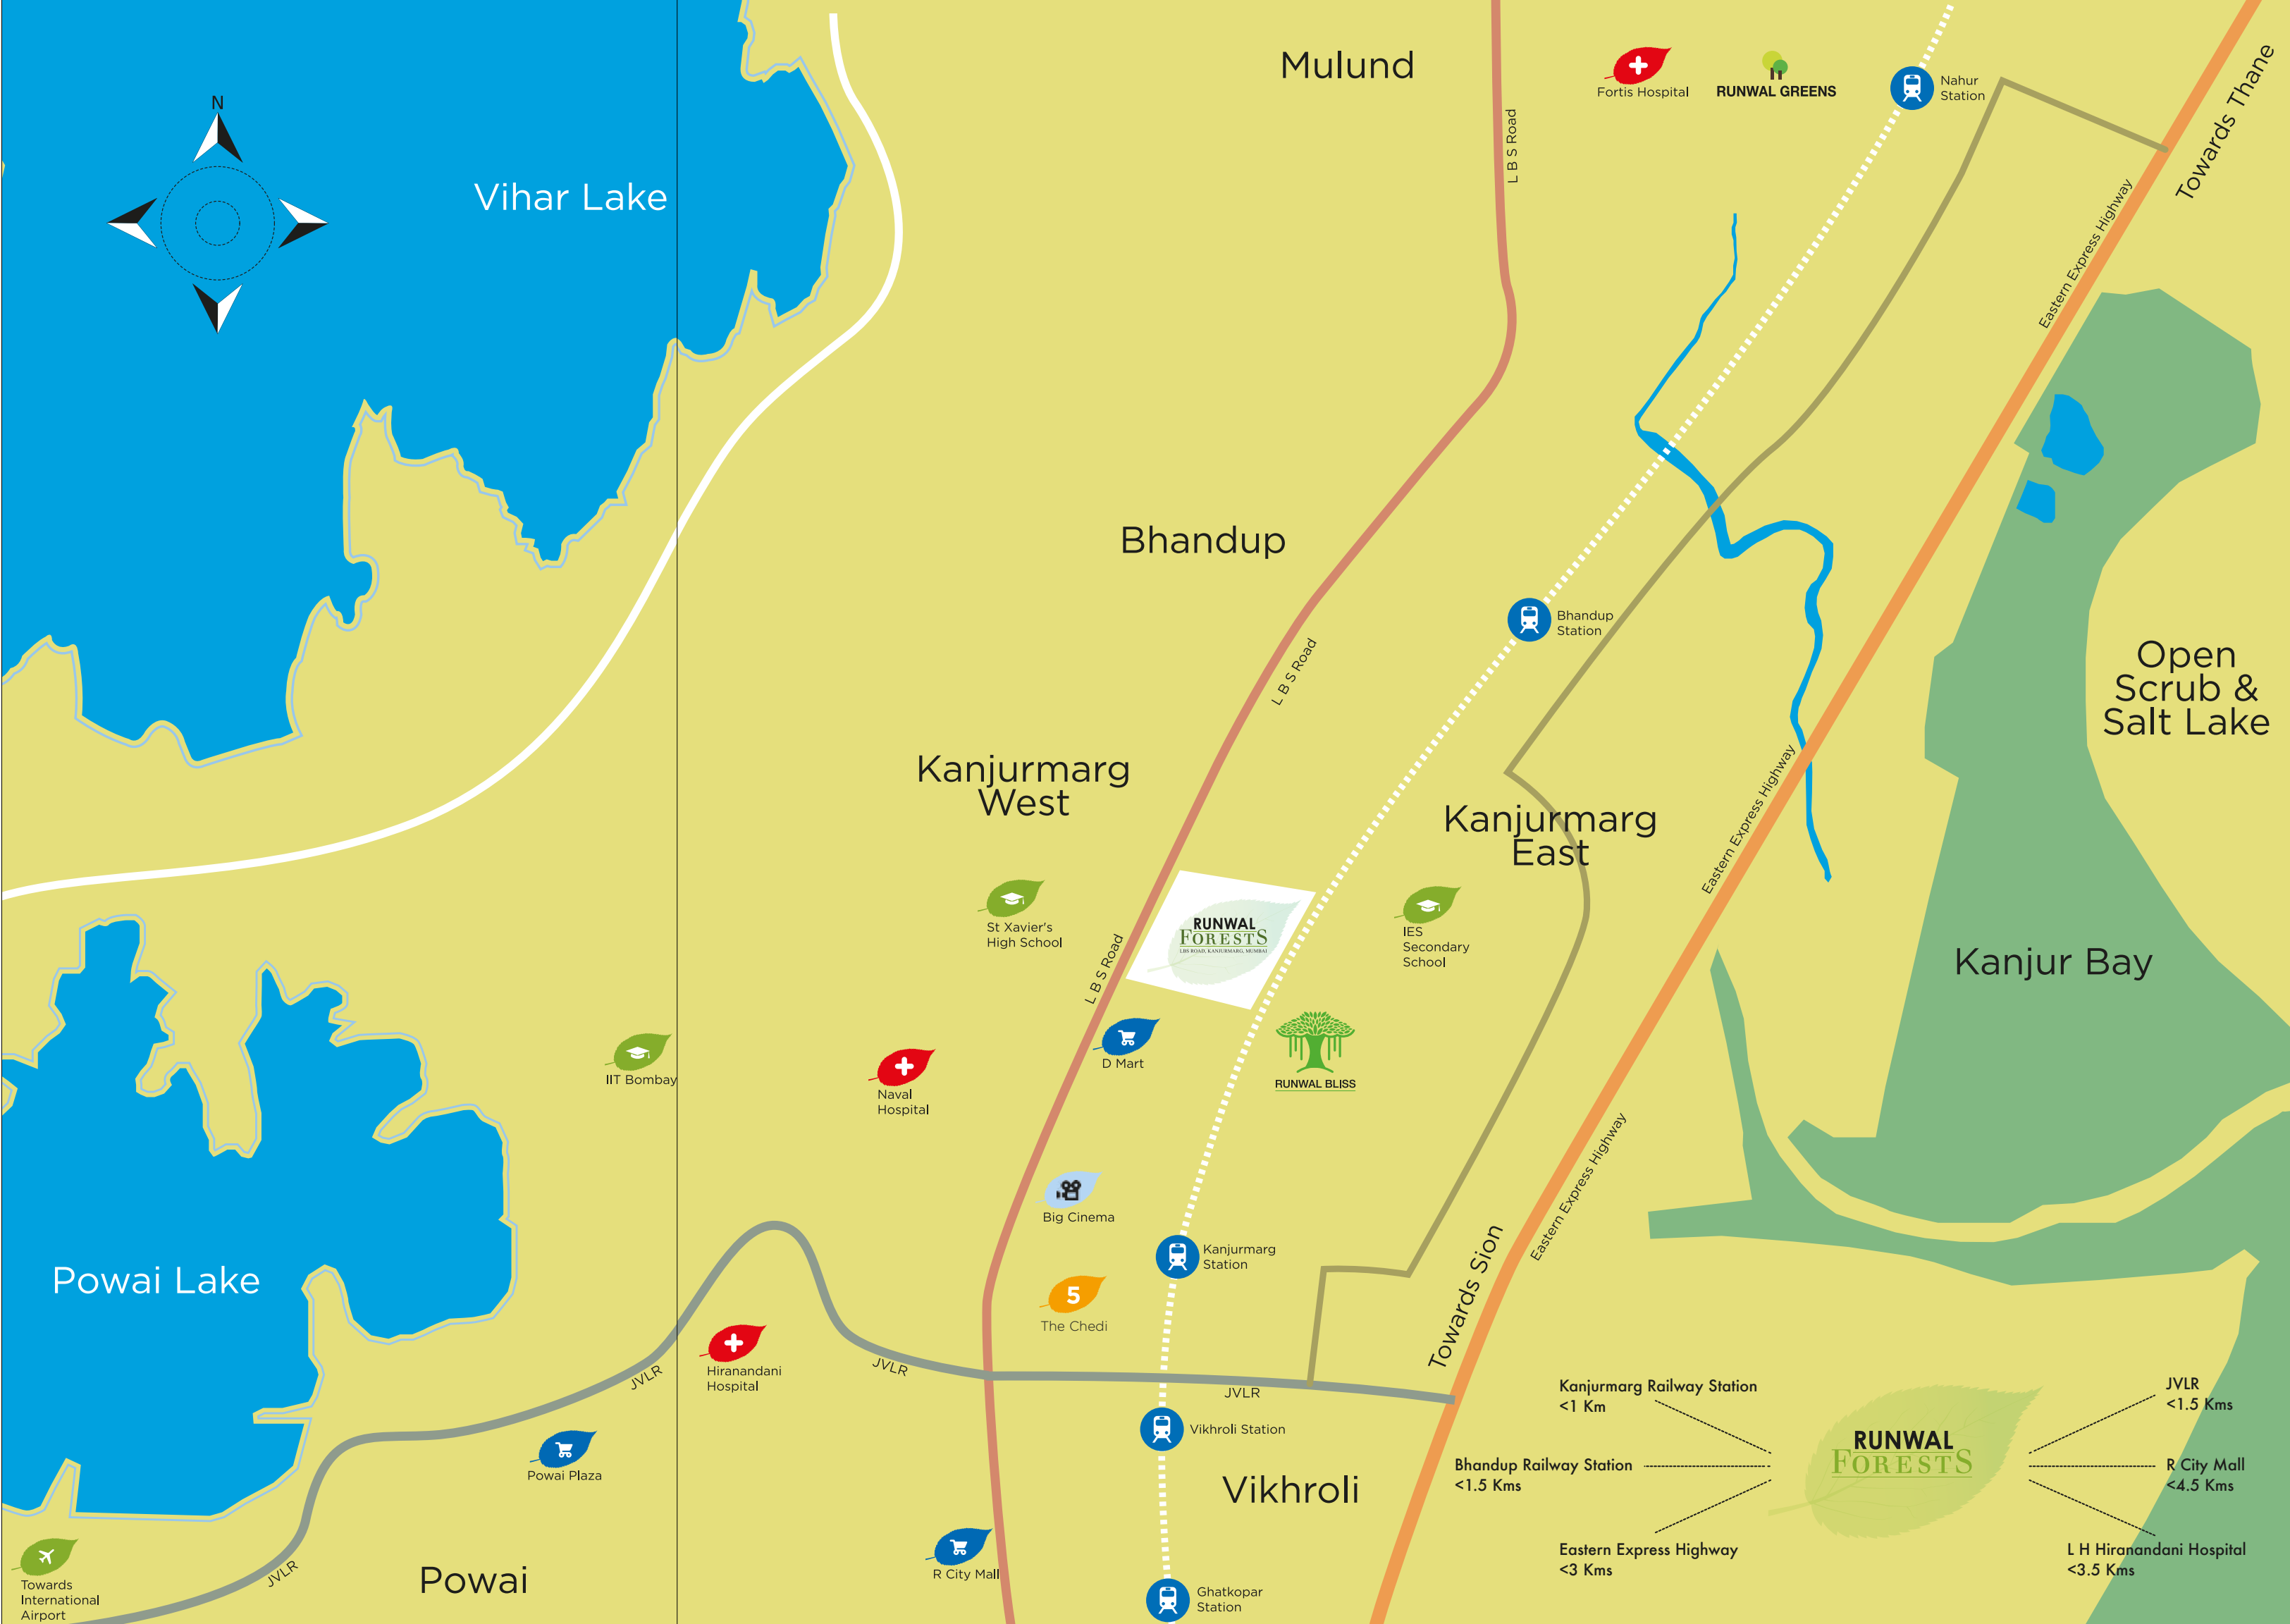 Mulund
Fortis Hospital
RUNWAL GREENS
Nahur
Station
Towards Thane
N
L B S Road
Vihar Lake
Eastern Express Highway
Bhandup
Bhandup
Station
L B S Road
Open
Scrub &
Salt Lake
Kanjurmarg
West
Kanjurmarg
East
Eastern Express Highway
St Xavier's
High School
L B S Road
RUNWAL
FORESTS
LBS ROAD, KANJURMARG, MUMBAI
IES
Secondary
School
Kanjur Bay
IIT Bombay
Naval
Hospital
D Mart
RUNWAL BLISS
Eastern Express Highway
Big Cinema
Kanjurmarg
Station
Powai Lake
5
The Chedi
Towards Sion
Hiranandani
Hospital
JVLR
JVLR
JVLR
Vikhroli Station
Powai Plaza
Vikhroli
R City Mall
Ghatkopar
Station
Powai
JVLR
Towards
International
Airport
Kanjurmarg Railway Station
<1 Km
Bhandup Railway Station
<1.5 Kms
Eastern Express Highway
<3 Kms
RUNWAL
FORESTS
JVLR
<1.5 Kms
R City Mall
<4.5 Kms
L H Hiranandani Hospital
<3.5 Kms